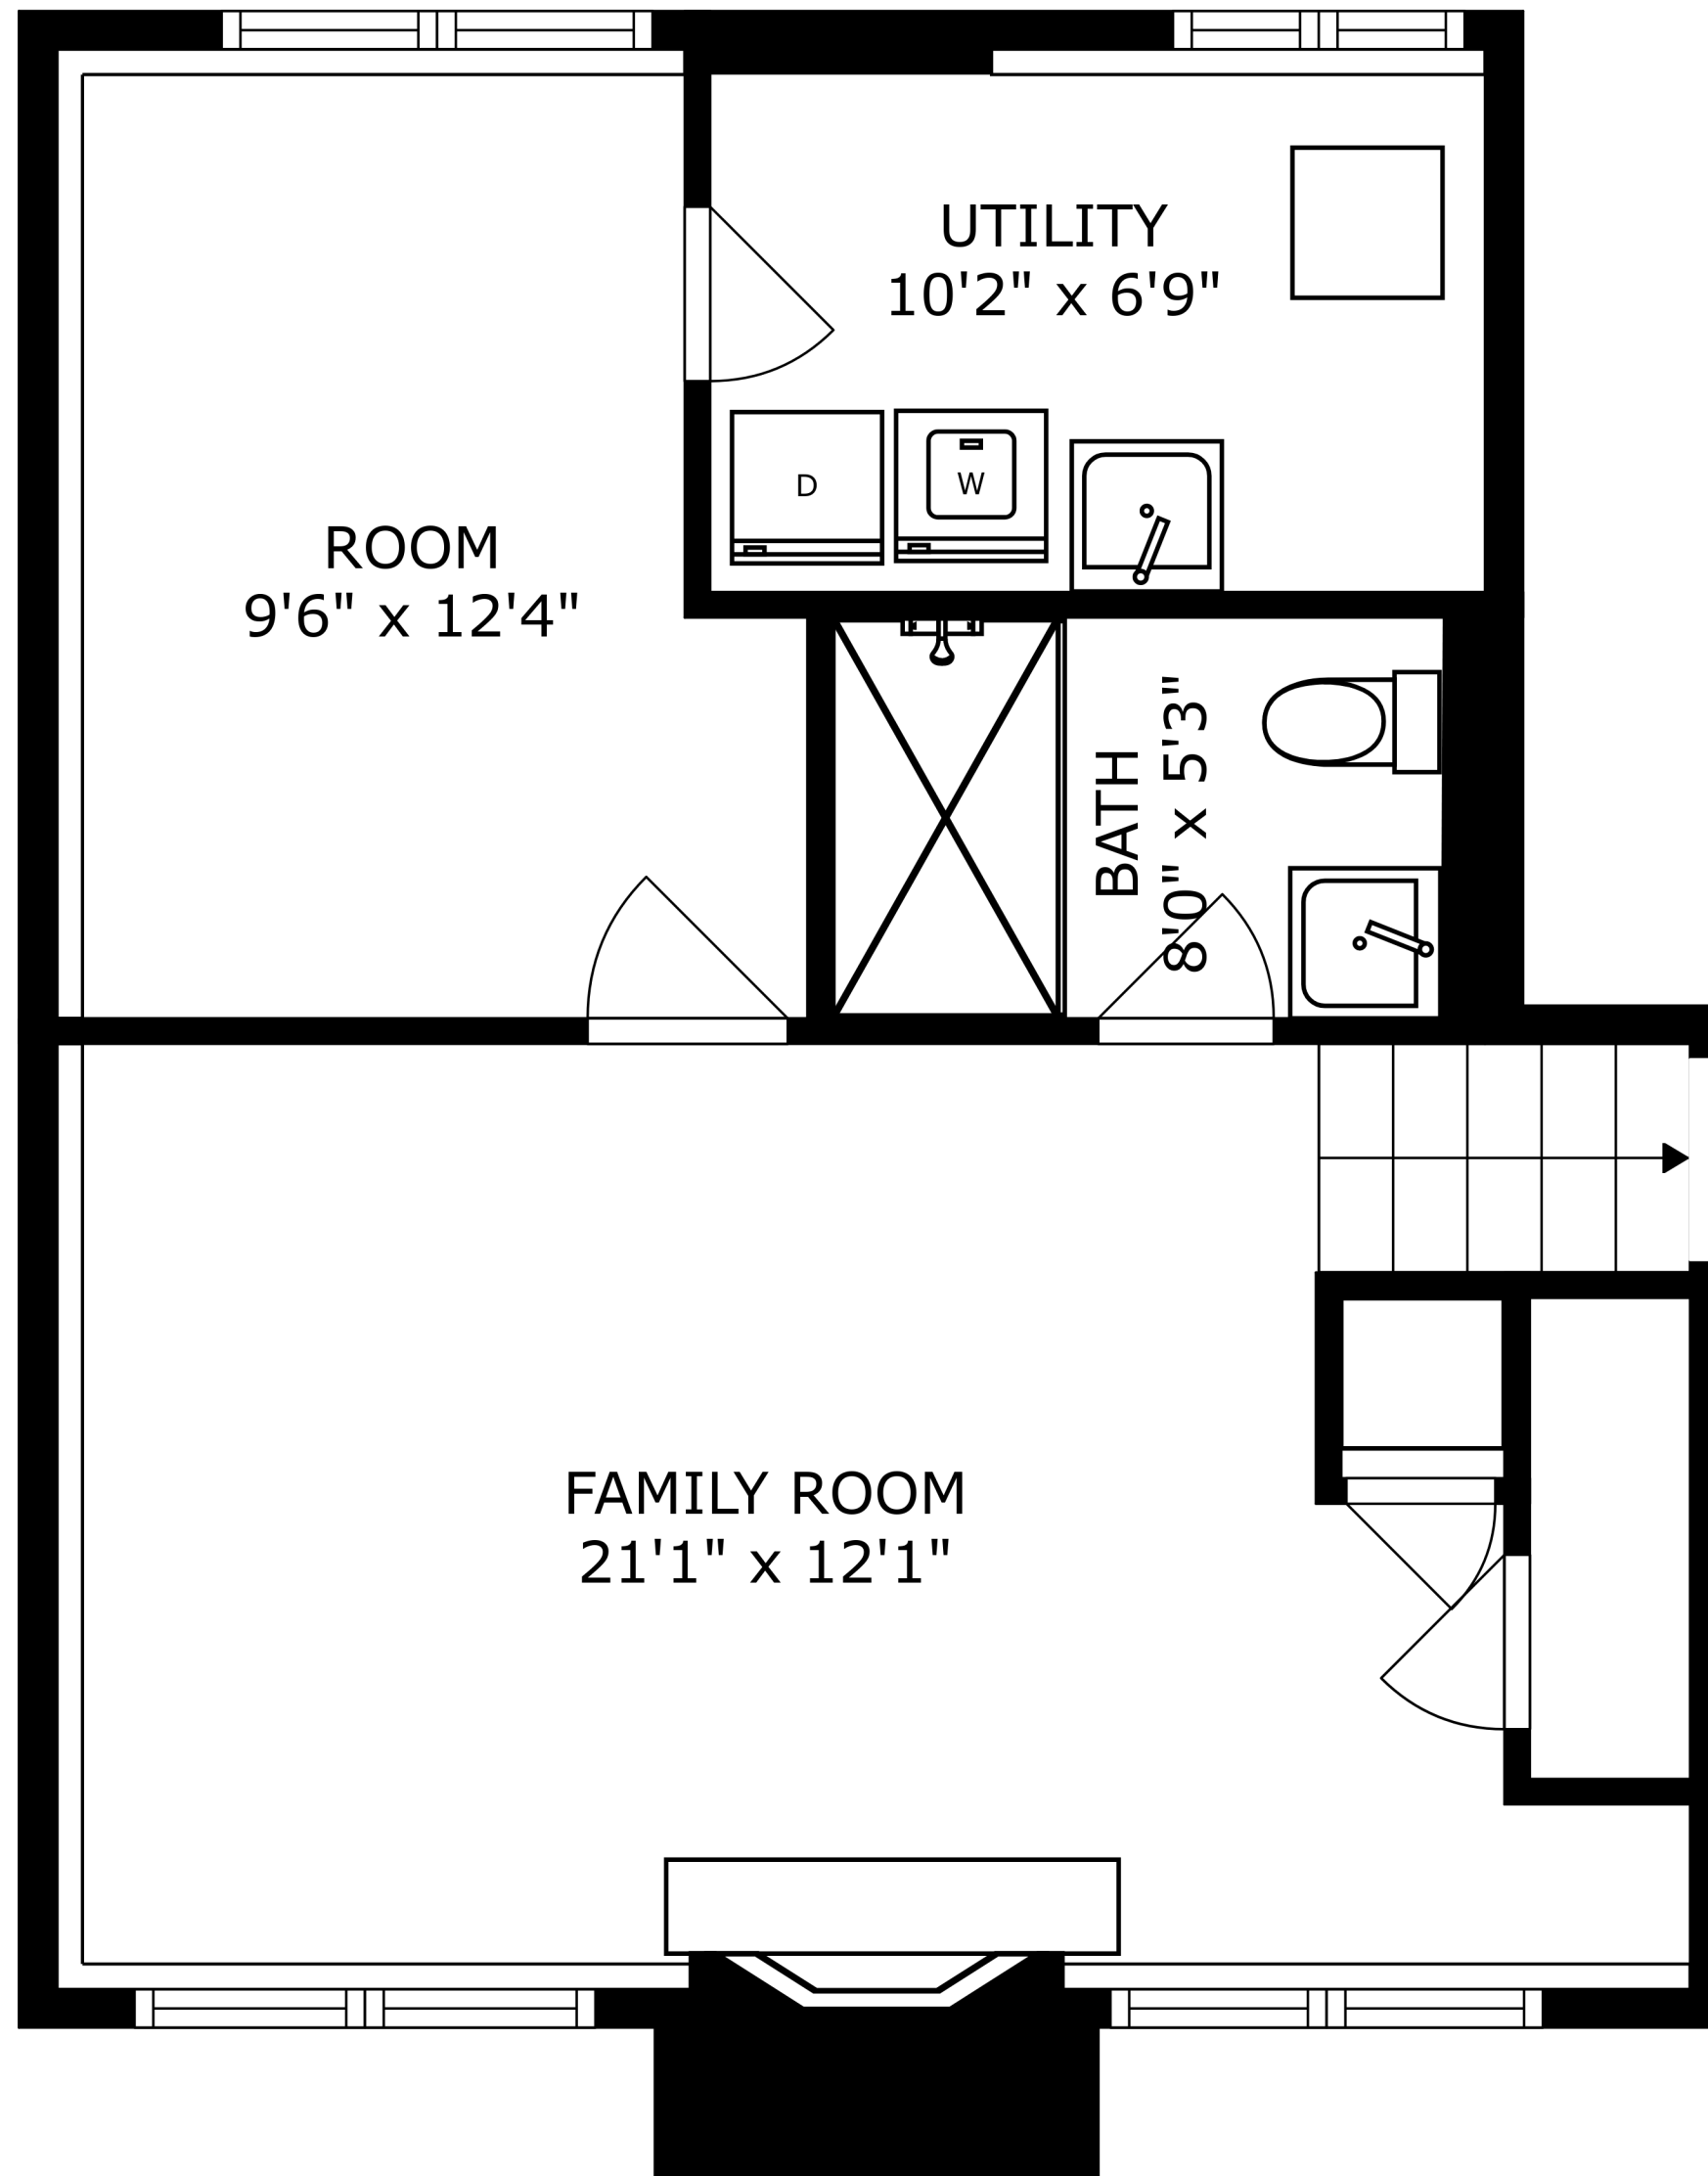 UTILITY
10'2" x 6'9"
D
W
ROOM
9'6" x 12'4"
BATH
8'0" x 5'3"
FAMILY ROOM
21'1" x 12'1"